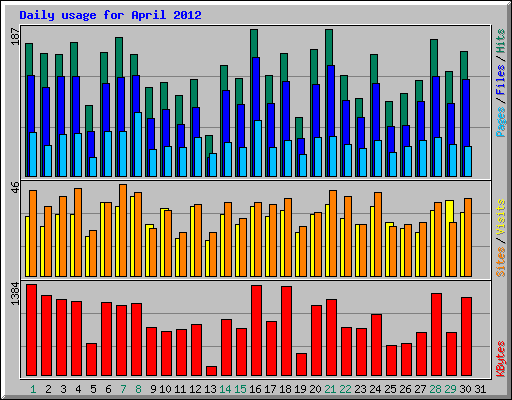 Daily usage for April 2012
187
Pages / Files / Hits
46
Sites / Visits
1384
KBytes
1 2 3 4 5 6 7 8 9 10 11 12 13 14 15 16 17 18 19 20 21 22 23 24 25 26 27 28 29 30 31